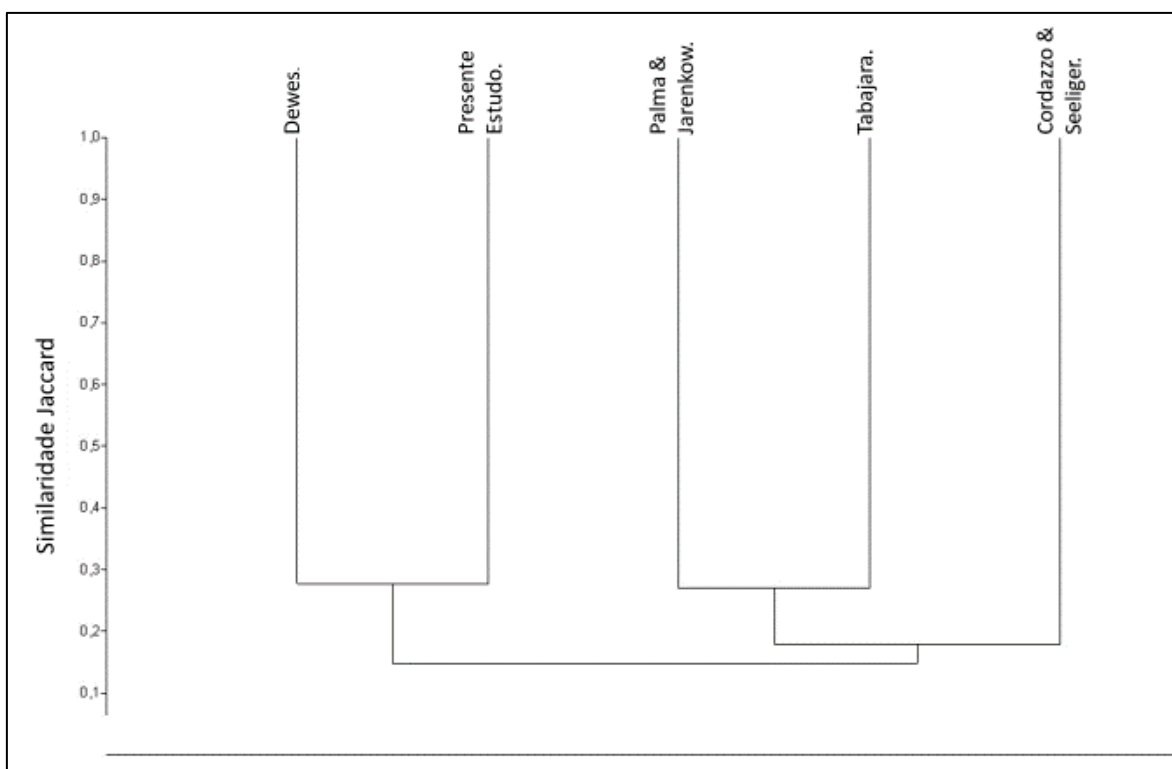 Dewes.
Presente
Estudo.
Palma &
Jarenkow.
Tabajara.
Cordazzo &
Seeliger.
Similaridade Jaccard
1,0
0,9
0,8
0,7
0,6
0,5
0,4
0,3
0,2
0,1